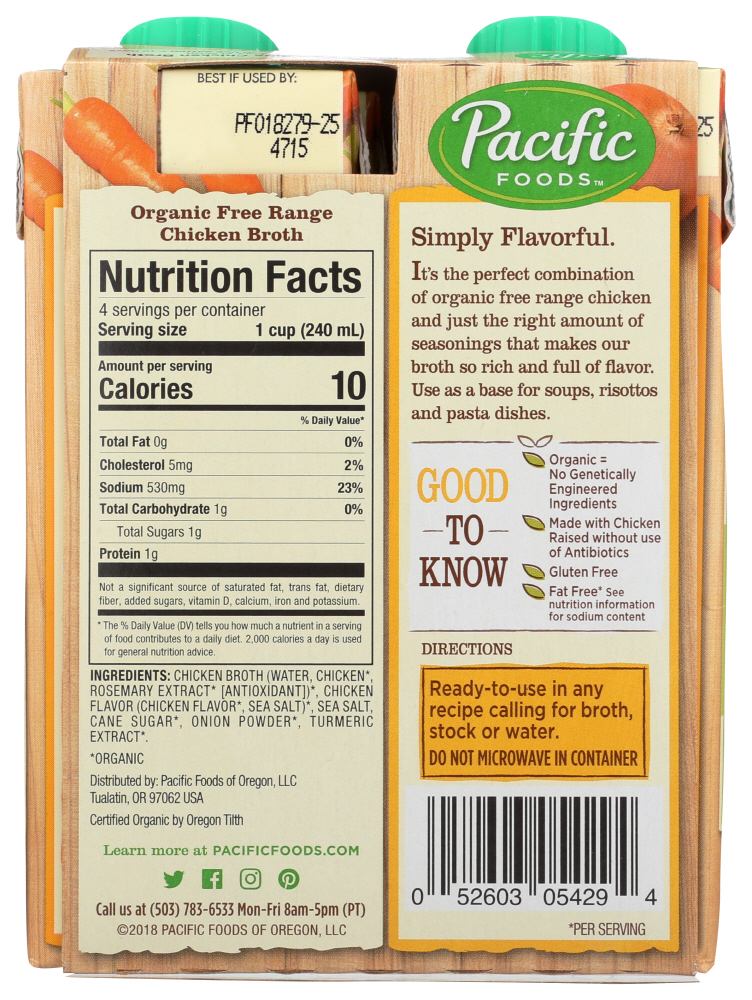 BEST IF USED BY:
PF018279-25
4715
25
Pacific
FOODS™
Organic Free Range
Chicken Broth
Nutrition Facts
4 servings per container
Serving size 1 cup (240 mL)
Amount per serving
Calories 10
% Daily Value*
Total Fat 0g 0%
Cholesterol 5mg 2%
Sodium 530mg 23%
Total Carbohydrate 1g 0%
Total Sugars 1g
Protein 1g
Not a significant source of saturated fat, trans fat, dietary
fiber, added sugars, vitamin D, calcium, iron and potassium.
* The % Daily Value (DV) tells you how much a nutrient in a serving
of food contributes to a daily diet. 2,000 calories a day is used
for general nutrition advice.
INGREDIENTS: CHICKEN BROTH (WATER, CHICKEN*,
ROSEMARY EXTRACT* [ANTIOXIDANT])*, CHICKEN
FLAVOR (CHICKEN FLAVOR*, SEA SALT)*, SEA SALT,
CANE SUGAR*, ONION POWDER*, TURMERIC
EXTRACT*.
*ORGANIC
Distributed by: Pacific Foods of Oregon, LLC
Tualatin, OR 97062 USA
Certified Organic by Oregon Tilth
Learn more at PACIFICFOODS.COM
Call us at (503) 783-6533 Mon-Fri 8am-5pm (PT)
©2018 PACIFIC FOODS OF OREGON, LLC
Simply Flavorful.
It's the perfect combination
of organic free range chicken
and just the right amount of
seasonings that makes our
broth so rich and full of flavor.
Use as a base for soups, risottos
and pasta dishes.
GOOD
TO
KNOW
Organic =
No Genetically
Engineered
Ingredients
Made with Chicken
Raised without use
of Antibiotics
Gluten Free
Fat Free* See
nutrition information
for sodium content
DIRECTIONS
Ready-to-use in any
recipe calling for broth,
stock or water.
DO NOT MICROWAVE IN CONTAINER
0 52603 05429 4
*PER SERVING